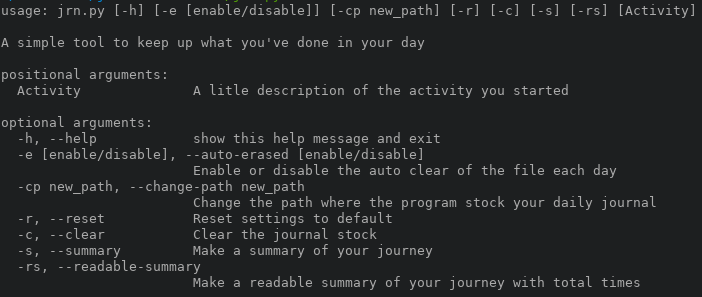 usage: jrn.py [-h] [-e [enable/disable]] [-cp new_path] [-r] [-c] [-s] [-rs] [Activity]
A simple tool to keep up what you've done in your day
positional arguments:
Activity A litle description of the activity you started
optional arguments:
-h, --help show this help message and exit
-e [enable/disable], --auto-erased [enable/disable]
Enable or disable the auto clear of the file each day
-cp new_path, --change-path new_path
Change the path where the program stock your daily journal
-r, --reset Reset settings to default
-c, --clear Clear the journal stock
-s, --summary Make a summary of your journey
-rs, --readable-summary
Make a readable summary of your journey with total times